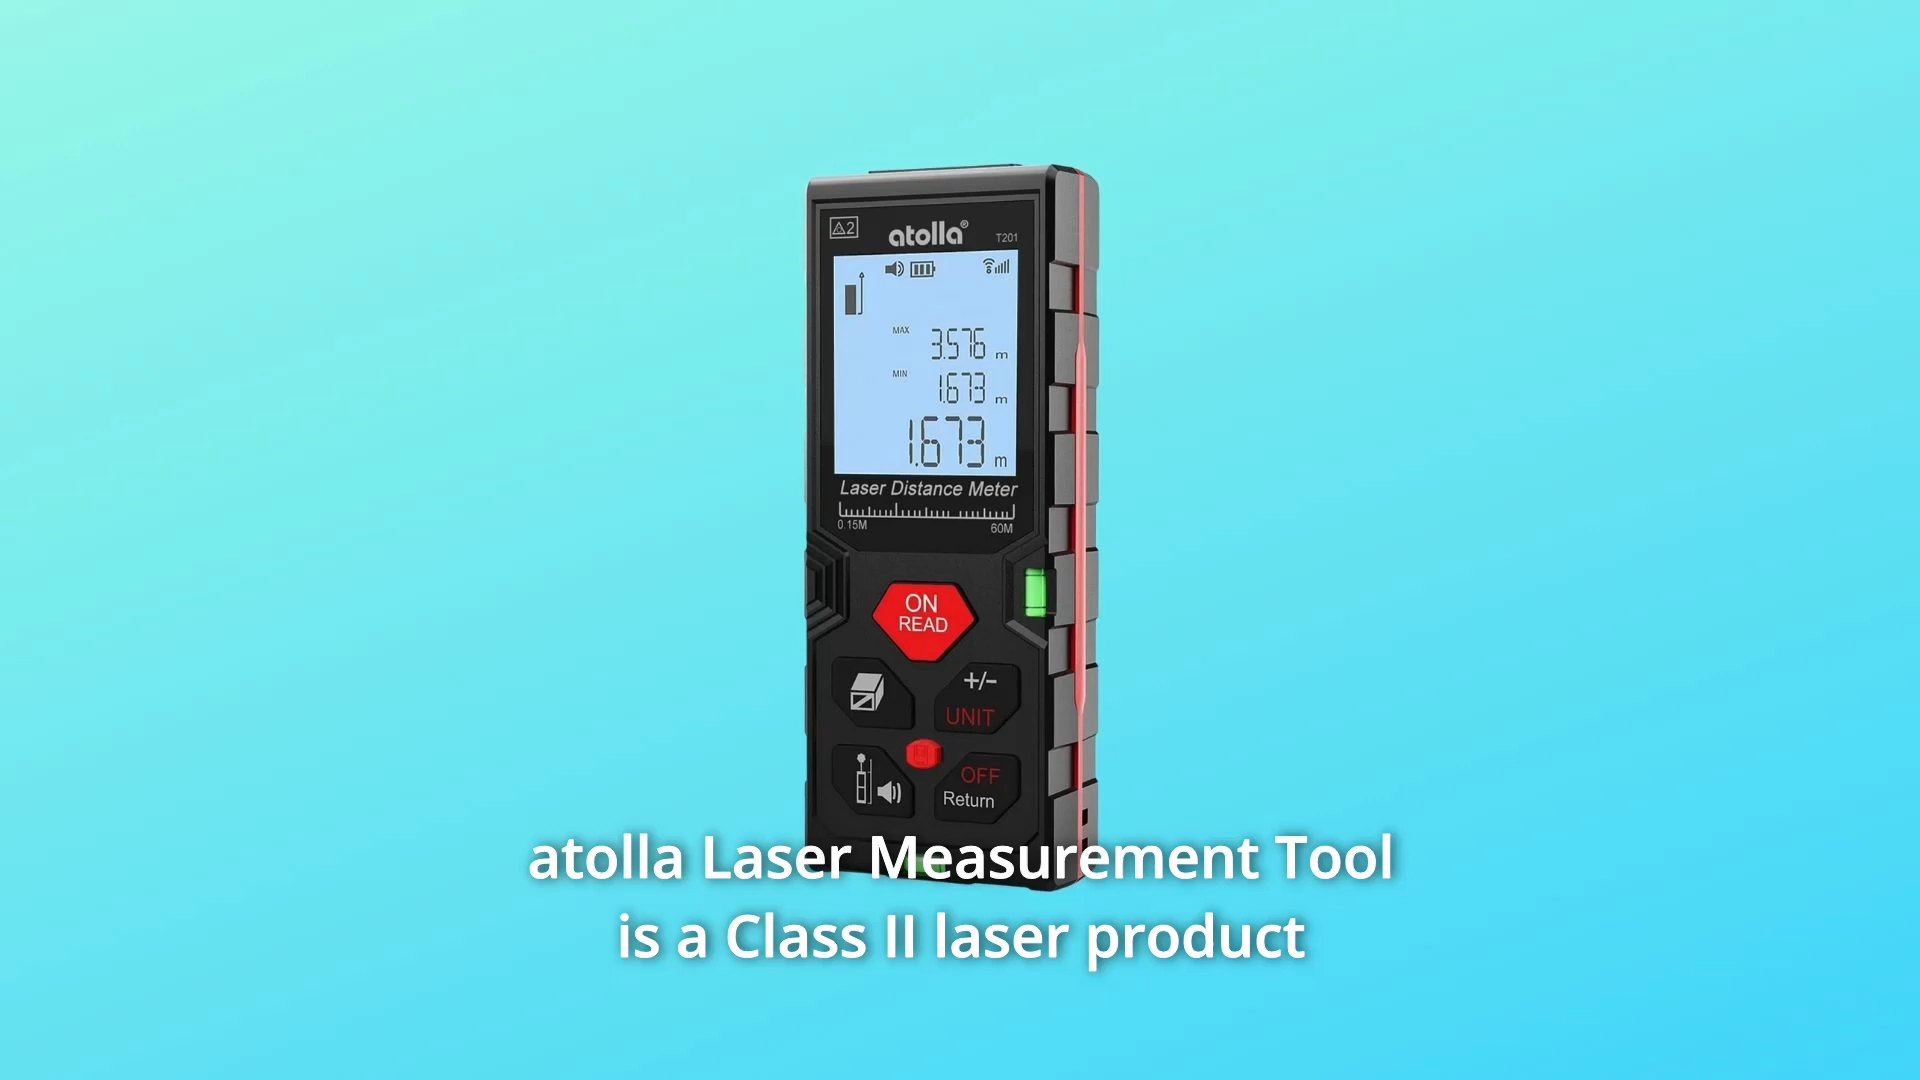 2
atolla®
T201
MAX
3.576 m
MIN
1.673 m
1.673 m
Laser Distance Meter
0.15M 60M
ON
READ
+/-
UNIT
OFF
Return
atolla Laser Measurement Tool
is a Class II laser product